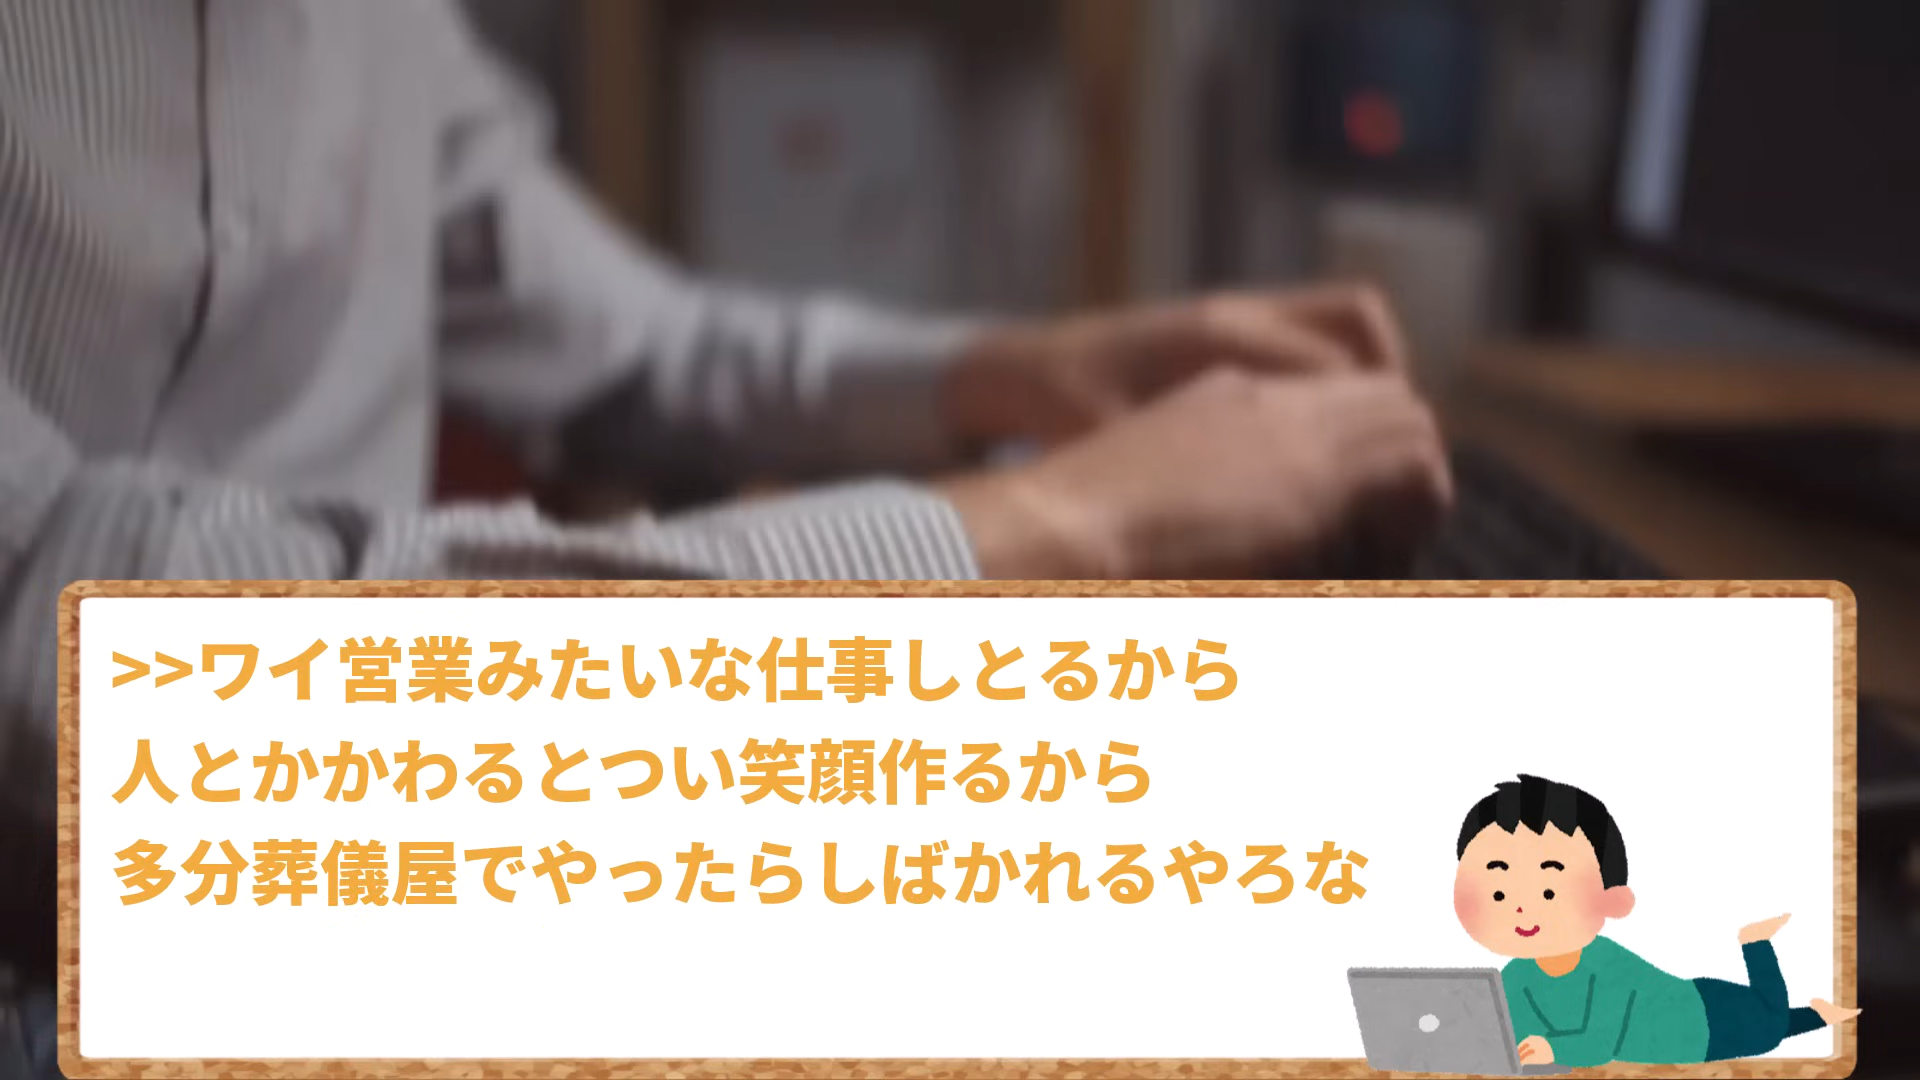 >>ワイ営業みたいな仕事しとるから
人とかかわるとつい笑顔作るから
多分葬儀屋でやったらしばかれるやろな